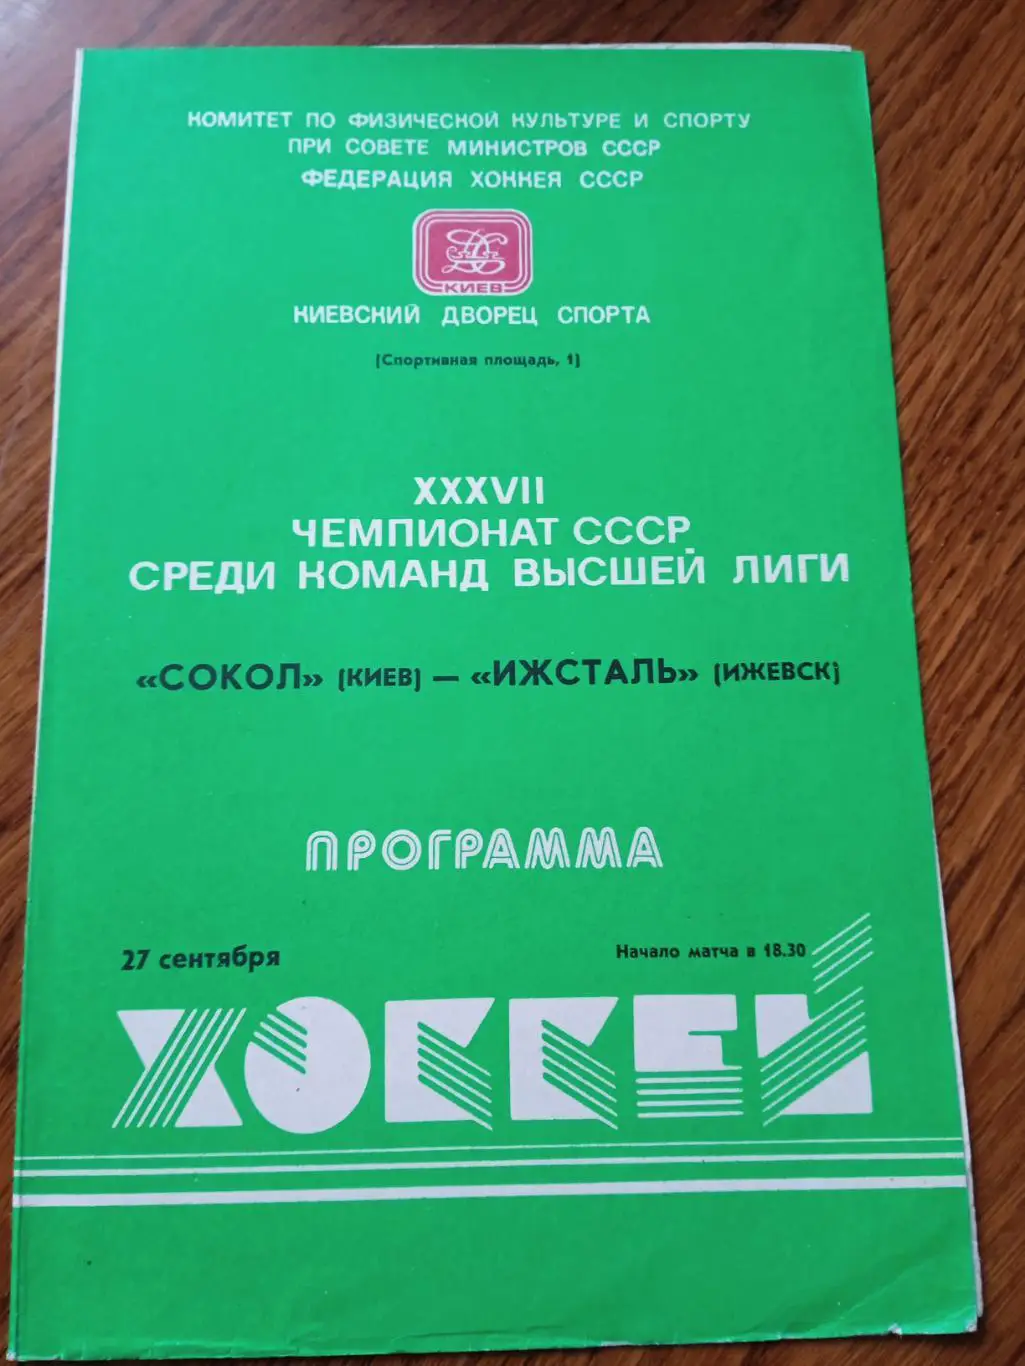 КОМИТЕТ ПО ФИЗИЧЕСКОЙ КУЛЬТУРЕ И СПОРТУ
ПРИ СОВЕТЕ МИНИСТРОВ СССР
ФЕДЕРАЦИЯ ХОККЕЯ СССР
КИЕВ
КИЕВСКИЙ ДВОРЕЦ СПОРТА
(Спортивная площадь, 1)
XXXVII
ЧЕМПИОНАТ СССР
СРЕДИ КОМАНД ВЫСШЕЙ ЛИГИ
«СОКОЛ» (КИЕВ) — «ИЖСТАЛЬ» (ИЖЕВСК)
ПРОГРАММА
27 сентября
Начало матча в 18.30
ХОККЕЙ